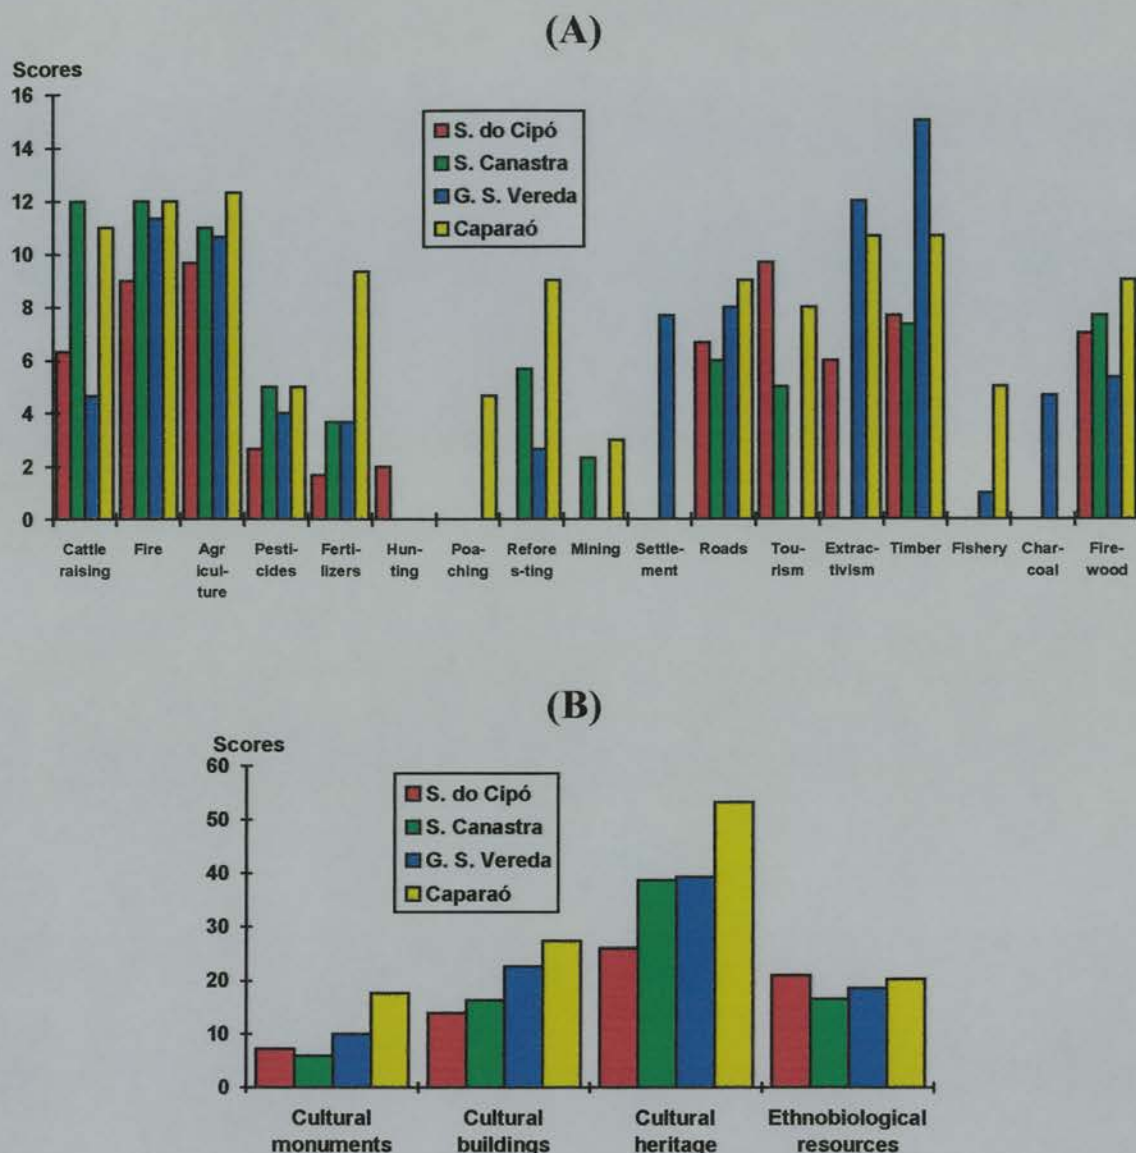 (A)
Scores
16
14
12
10
8
6
4
2
0
S. do Cipó
S. Canastra
G. S. Vereda
Caparaó
Cattle raising
Fire
Agr icul- ture
Pesti- cides
Ferti- lizers
Hun- ting
Poa- ching
Refore s-ting
Mining
Settle- ment
Roads
Tou- rism
Extrac- tivism
Timber
Fishery
Char- coal
Fire- wood
(B)
Scores
60
50
40
30
20
10
0
S. do Cipó
S. Canastra
G. S. Vereda
Caparaó
Cultural monuments
Cultural buildings
Cultural heritage
Ethnobiological resources